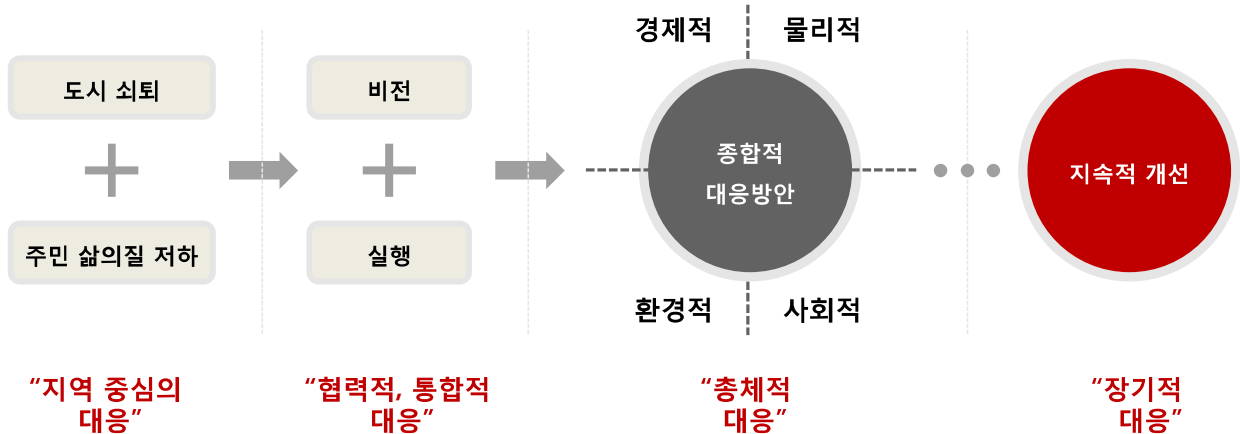 경제적
물리적
도시 쇠퇴
비전
종합적
대응방안
지속적 개선
주민 삶의질 저하
실행
환경적
사회적
“지역 중심의
대응”
“협력적, 통합적
대응”
“총체적
대응”
“장기적
대응”